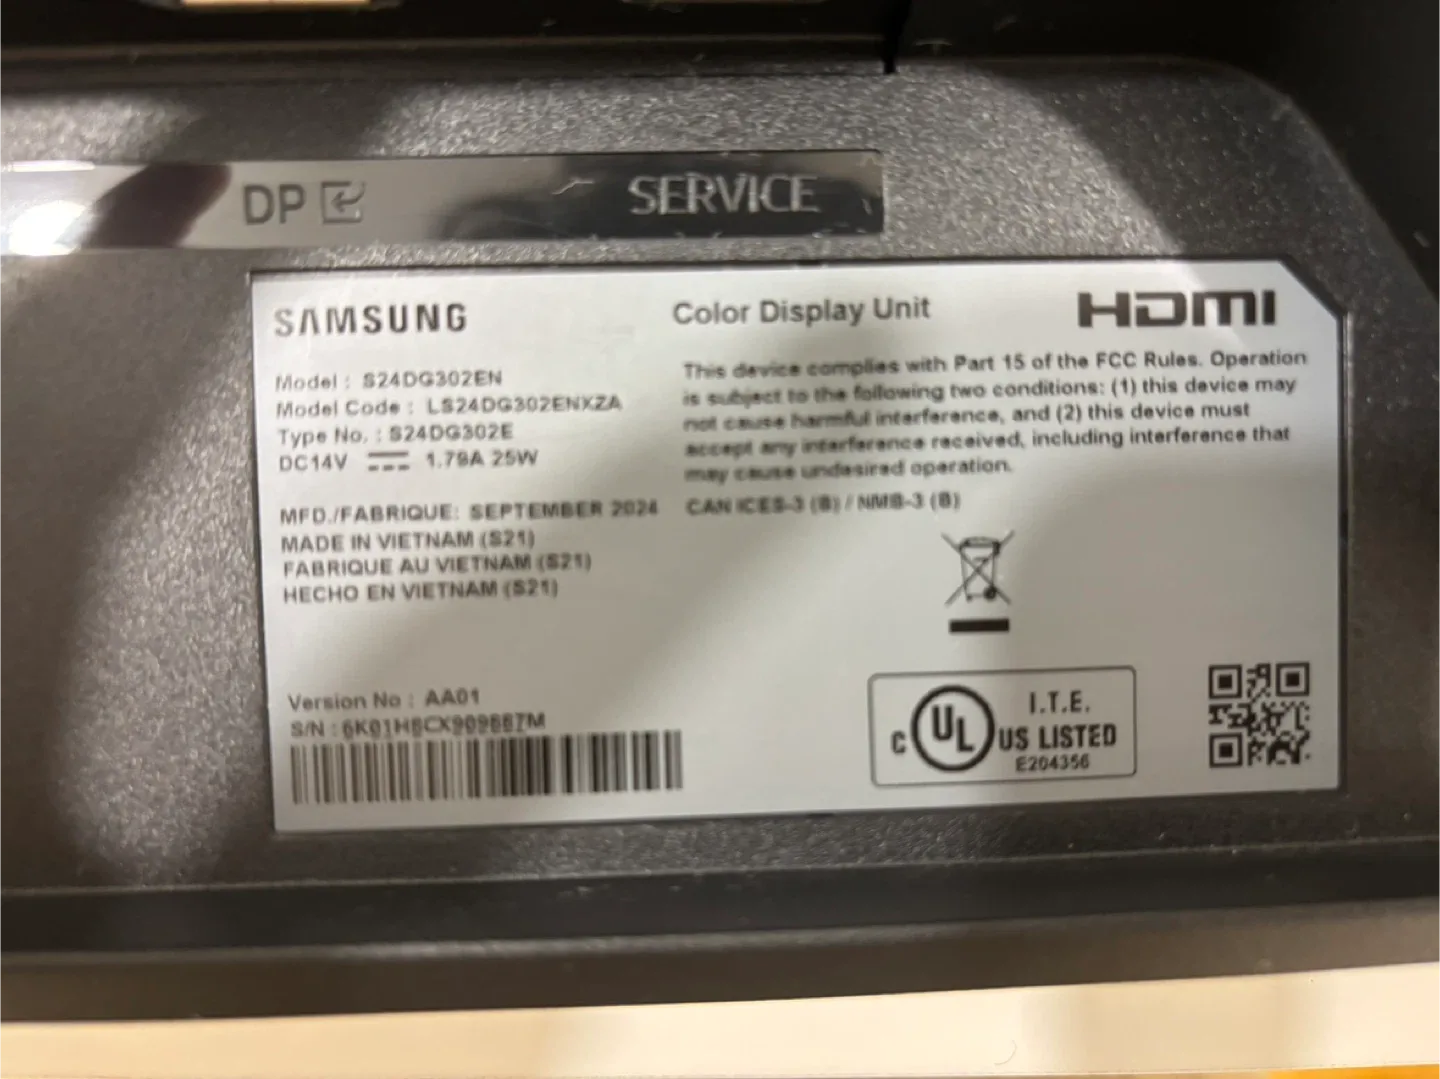 DP SERVICE
SAMSUNG
Color Display Unit
HDMI
Model : S24DG302EN
Model Code : LS24DG302ENXZA
Type No. : S24DG302E
DC14V 1.79A 25W
This device complies with Part 15 of the FCC Rules. Operation
is subject to the following two conditions: (1) this device may
not cause harmful interference, and (2) this device must
accept any interference received, including interference that
may cause undesired operation.
CAN ICES-3 (B) / NMB-3 (B)
MFD./FABRIQUE: SEPTEMBER 2024
MADE IN VIETNAM (S21)
FABRIQUE AU VIETNAM (S21)
HECHO EN VIETNAM (S21)
Version No : AA01
S/N :
C UL US LISTED
I.T.E.
E204356